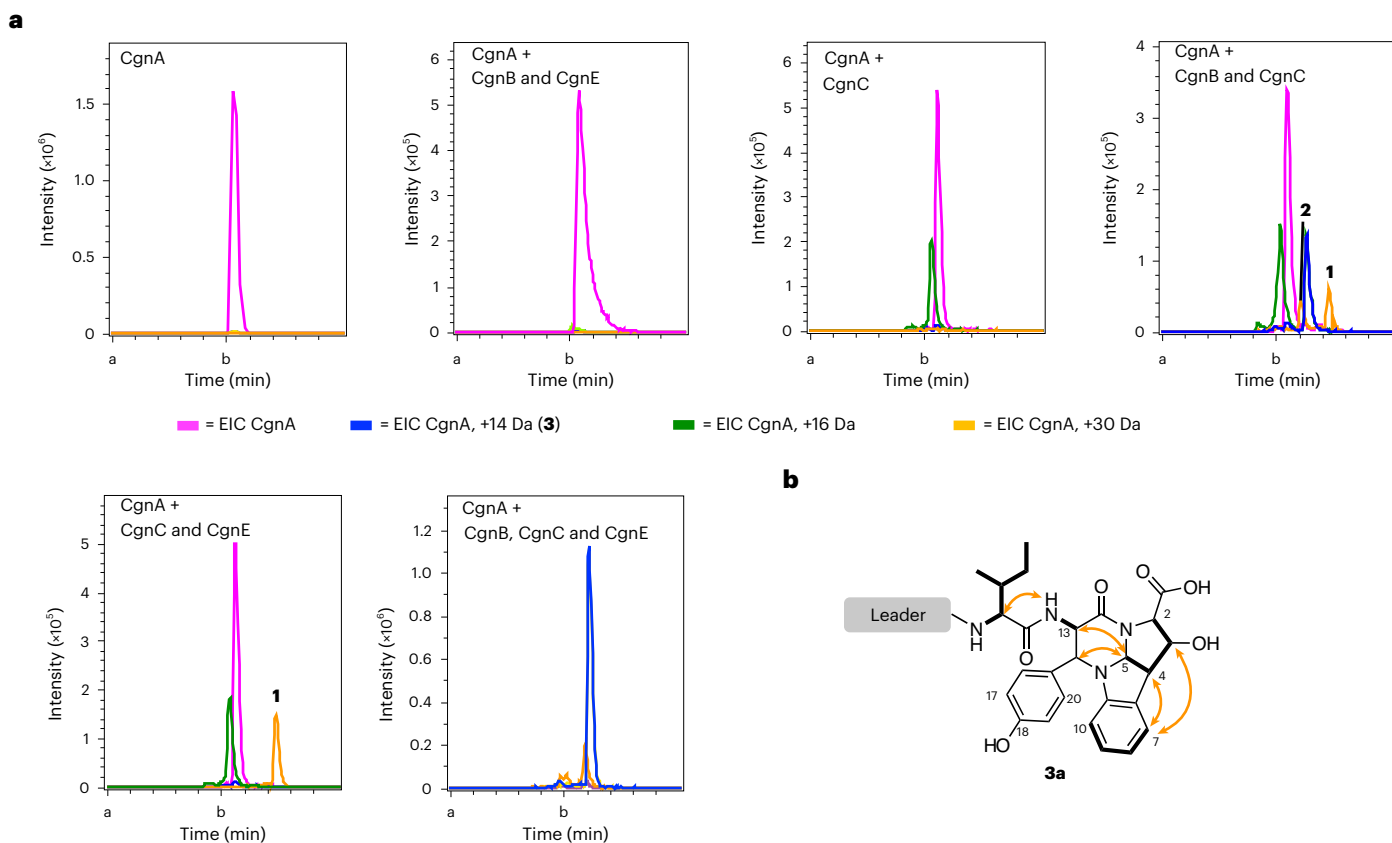 a
CgnA
Intensity (×10⁶)
1.5
1.0
0.5
0
a
b
Time (min)
CgnA +
CgnB and CgnE
Intensity (×10⁵)
6
5
4
3
2
1
0
a
b
Time (min)
CgnA +
CgnC
Intensity (×10⁵)
6
5
4
3
2
1
0
a
b
Time (min)
CgnA +
CgnB and CgnC
Intensity (×10⁵)
4
3
2
1
0
2
1
a
b
Time (min)
= EIC CgnA
= EIC CgnA, +14 Da (3)
= EIC CgnA, +16 Da
= EIC CgnA, +30 Da
CgnA +
CgnC and CgnE
Intensity (×10⁵)
5
4
3
2
1
0
1
a
b
Time (min)
CgnA +
CgnB, CgnC and CgnE
Intensity (×10⁶)
1.2
1.0
0.8
0.6
0.4
0.2
0
a
b
Time (min)
b
Leader
N
H
O
H
N
13
O
N
O
OH
2
OH
5
4
N
17
20
18
HO
10
7
3a